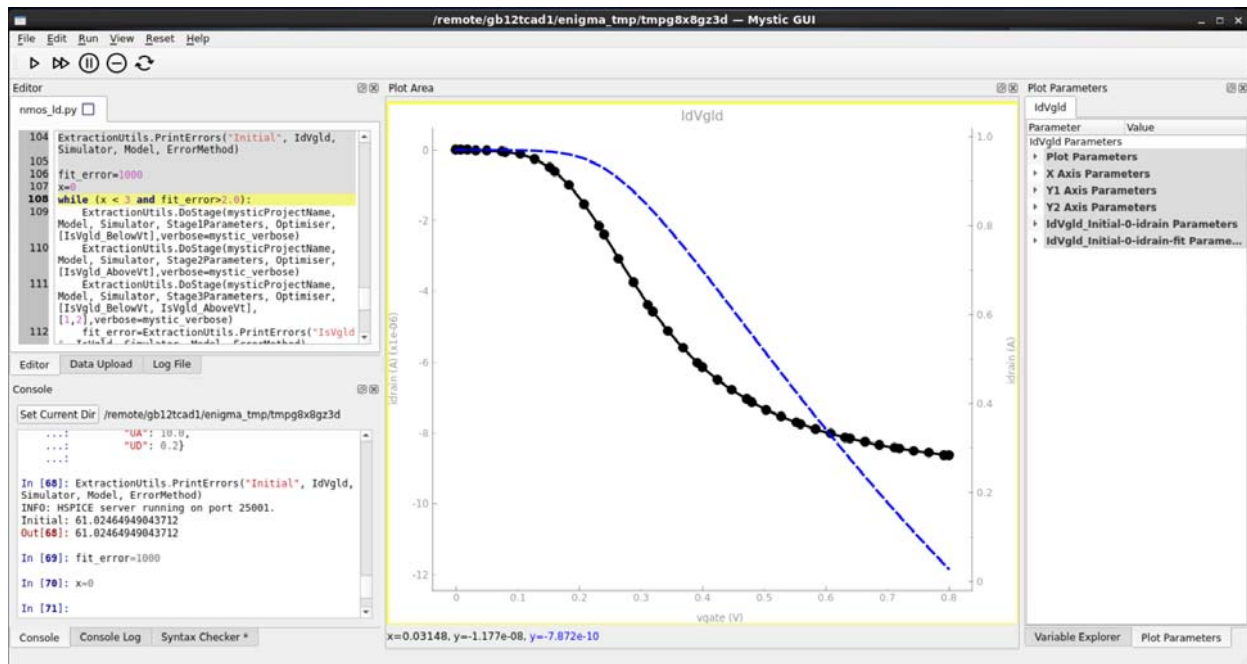 /remote/gb12tcad1/enigma_tmp/tmpg8x8gz3d — Mystic GUI
File Edit Run View Reset Help
Editor
nmos_ld.py
104 ExtractionUtils.PrintErrors("Initial", IdVgld,
Simulator, Model, ErrorMethod)
105
106 fit_error=1000
107 x=0
108 while (x < 3 and fit_error>2.0):
109 ExtractionUtils.DoStage(mysticProjectName,
Model, Simulator, Stage1Parameters, Optimiser,
[IsVgld_BelowVt],verbose=mystic_verbose)
110 ExtractionUtils.DoStage(mysticProjectName,
Model, Simulator, Stage2Parameters, Optimiser,
[IsVgld_AboveVt],verbose=mystic_verbose)
111 ExtractionUtils.DoStage(mysticProjectName,
Model, Simulator, Stage3Parameters, Optimiser,
[IsVgld_BelowVt, IsVgld_AboveVt],
[1,2],verbose=mystic_verbose)
112 fit_error=ExtractionUtils.PrintErrors("IsVgld
", IsVgld, Simulator, Model, ErrorMethod)
Editor Data Upload Log File
Console
Set Current Dir /remote/gb12tcad1/enigma_tmp/tmpg8x8gz3d
...: "UA": 10.0,
...: "UD": 0.2}
...:
In [68]: ExtractionUtils.PrintErrors("Initial", IdVgld,
Simulator, Model, ErrorMethod)
INFO: HSPICE server running on port 25001.
Initial: 61.02464949043712
Out[68]: 61.02464949043712
In [69]: fit_error=1000
In [70]: x=0
In [71]:
Console Console Log Syntax Checker *
Plot Area
IdVgld
0
-2
-4
-6
-8
-10
-12
idrain (A) (x1e-06)
1.0
0.8
0.6
0.4
0.2
0
idrain (A)
0 0.1 0.2 0.3 0.4 0.5 0.6 0.7 0.8
vgate (V)
x=0.03148, y=-1.177e-08, y=-7.872e-10
Plot Parameters
IdVgld
Parameter Value
IdVgld Parameters
Plot Parameters
X Axis Parameters
Y1 Axis Parameters
Y2 Axis Parameters
IdVgld_Initial-0-idrain Parameters
IdVgld_Initial-0-idrain-fit Parame...
Variable Explorer Plot Parameters